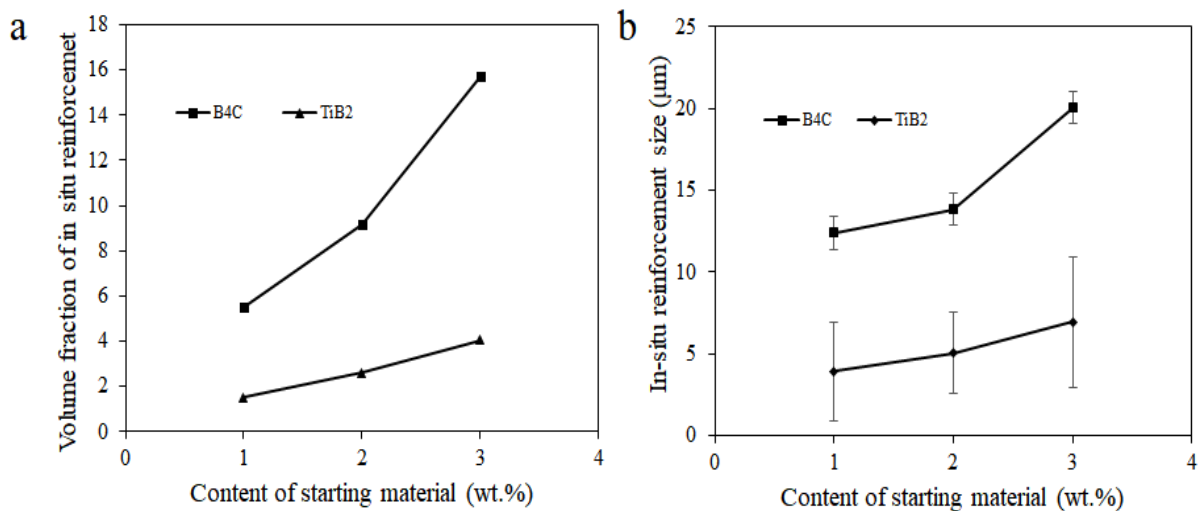 a
Volume fraction of in situ reinforcemet
18
16
14
12
10
8
6
4
2
0
B4C
TiB2
0
1
2
3
4
Content of starting material (wt.%)
b
In-situ reinforcement size (μm)
25
20
15
10
5
0
B4C
TiB2
0
1
2
3
4
Content of starting material (wt.%)